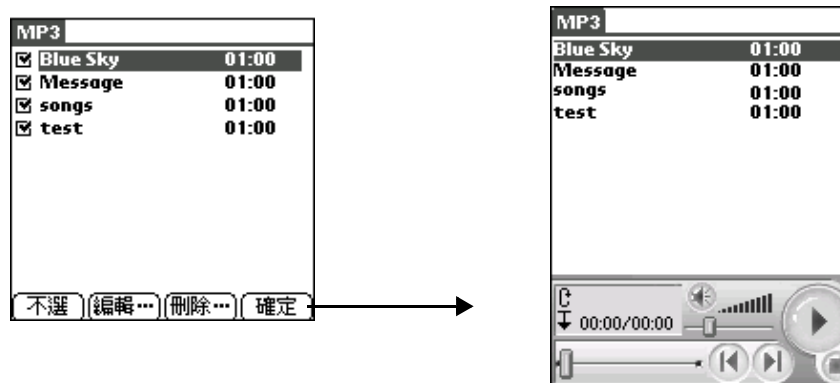 MP3
Blue Sky 01:00
Message 01:00
songs 01:00
test 01:00
不選 編輯… 刪除… 確定
MP3
Blue Sky 01:00
Message 01:00
songs 01:00
test 01:00
00:00/00:00